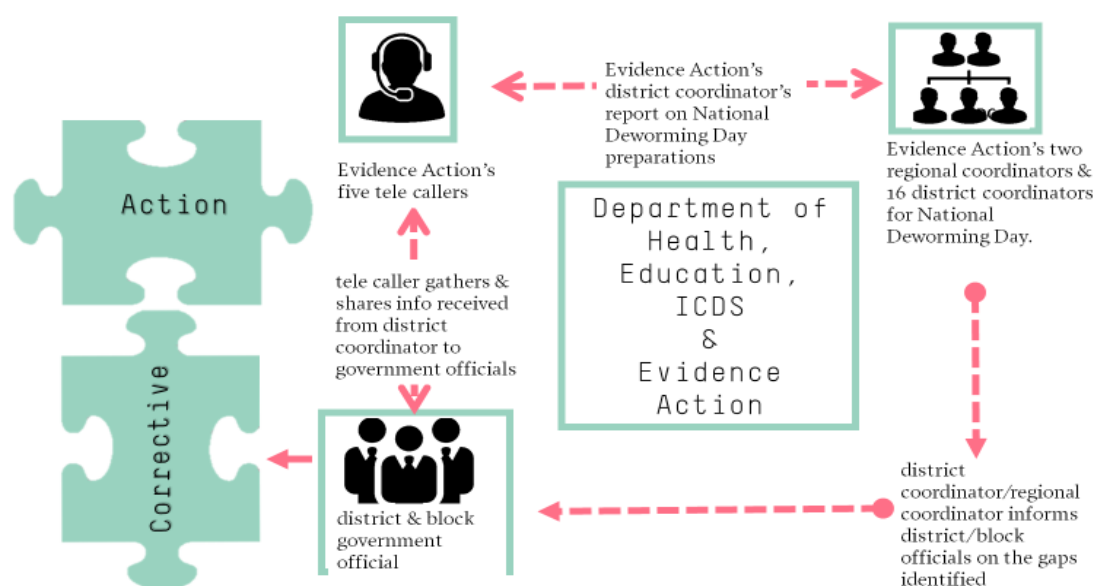 Action
Corrective
Evidence Action's
five tele callers
tele caller gathers &
shares info received
from district
coordinator to
government officials
district & block
government
official
Evidence Action's
district coordinator's
report on National
Deworming Day
preparations
Department of
Health,
Education,
ICDS
&
Evidence
Action
Evidence Action's two
regional coordinators &
16 district coordinators
for National
Deworming Day.
district
coordinator/regional
coordinator informs
district/block
officials on the gaps
identified